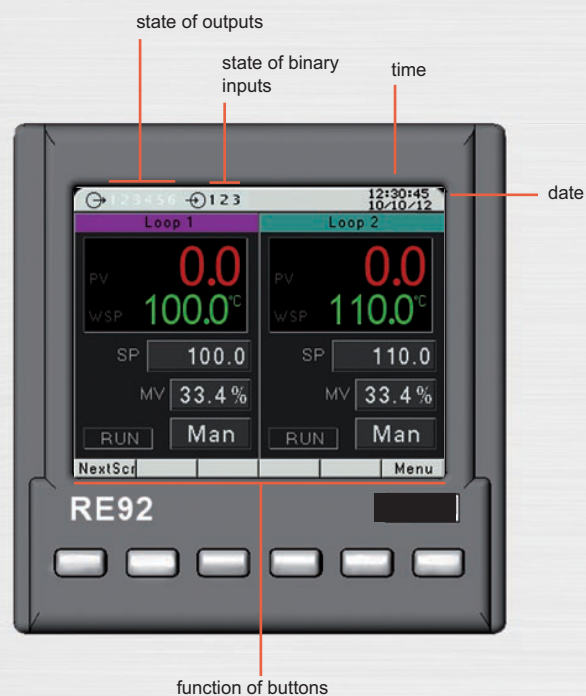 state of outputs
state of binary
inputs
time
date
123456 123 12:30:45
10/10/12
Loop 1 Loop 2
PV 0.0 PV 0.0
WSP 100.0°C WSP 110.0°C
SP 100.0 SP 110.0
MV 33.4% MV 33.4%
RUN Man RUN Man
NextScr Menu
RE92
function of buttons